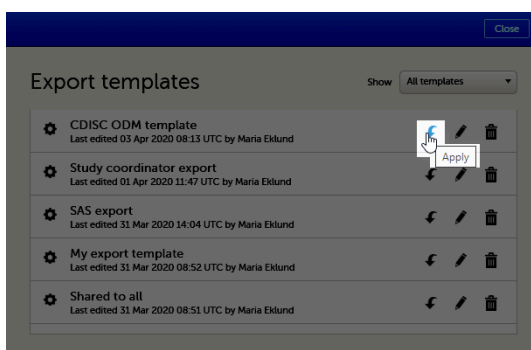 Close
Export templates
Show All templates
CDISC ODM template
Last edited 03 Apr 2020 08:13 UTC by Maria Eklund
Apply
Study coordinator export
Last edited 01 Apr 2020 11:47 UTC by Maria Eklund
SAS export
Last edited 31 Mar 2020 14:04 UTC by Maria Eklund
My export template
Last edited 31 Mar 2020 08:52 UTC by Maria Eklund
Shared to all
Last edited 31 Mar 2020 08:51 UTC by Maria Eklund